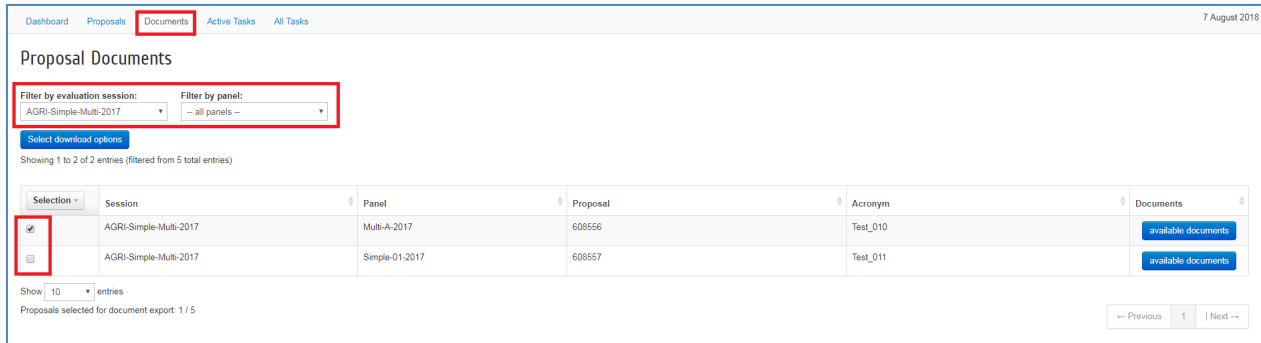 Dashboard Proposals Documents Active Tasks All Tasks 7 August 2018
Proposal Documents
Filter by evaluation session: Filter by panel:
AGRI-Simple-Multi-2017 -- all panels --
Select download options
Showing 1 to 2 of 2 entries (filtered from 5 total entries)
Selection Session Panel Proposal Acronym Documents
AGRI-Simple-Multi-2017 Multi-A-2017 608556 Test_010 available documents
AGRI-Simple-Multi-2017 Simple-01-2017 608557 Test_011 available documents
Show 10 entries
Proposals selected for document export: 1 / 5
← Previous 1 | Next →